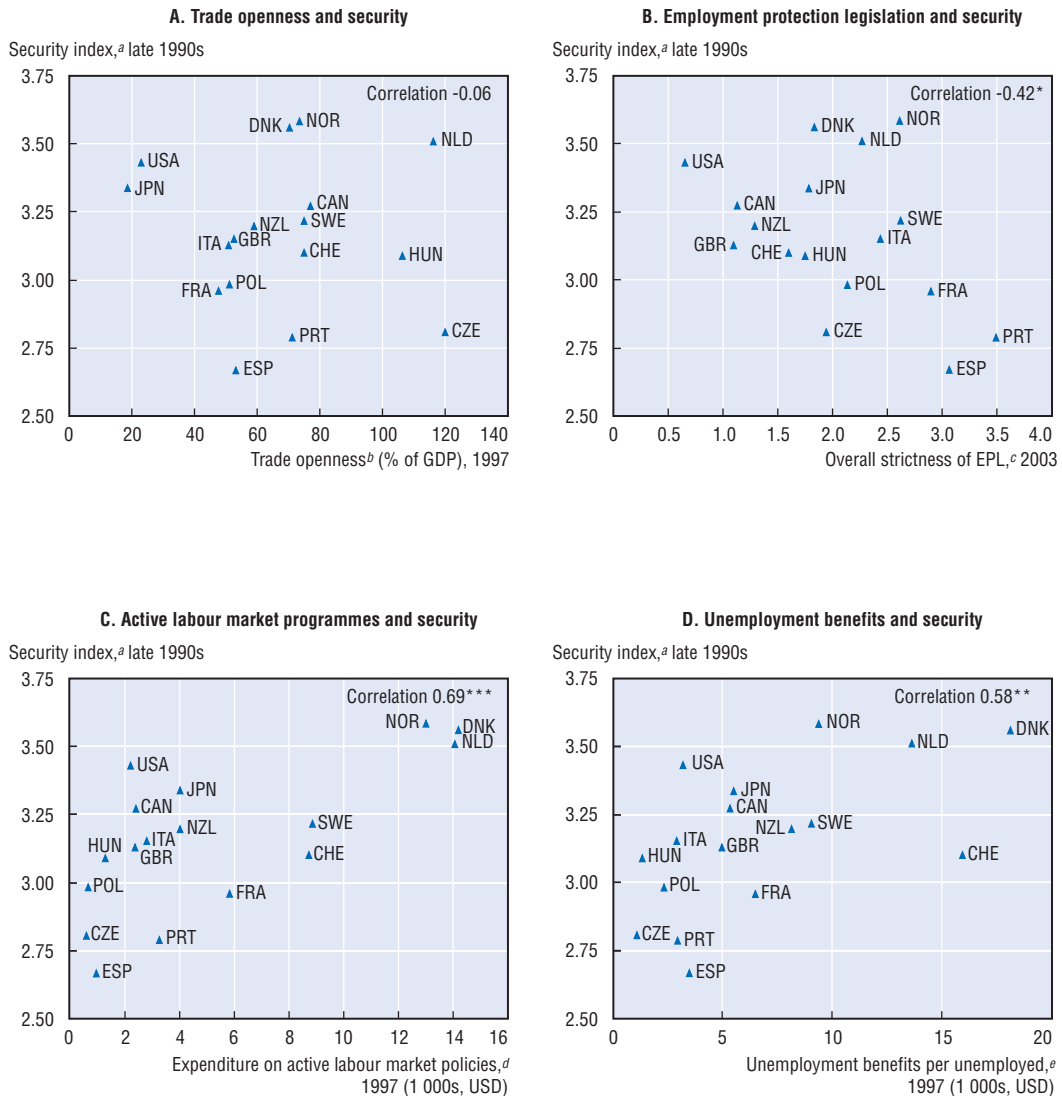 A. Trade openness and security
Security index,a late 1990s
3.75
3.50
3.25
3.00
2.75
2.50
Correlation -0.06
DNK
NOR
NLD
USA
JPN
CAN
NZL
SWE
ITA
GBR
CHE
HUN
FRA
POL
PRT
CZE
ESP
0 20 40 60 80 100 120 140
Trade opennessb (% of GDP), 1997
B. Employment protection legislation and security
Security index,a late 1990s
3.75
3.50
3.25
3.00
2.75
2.50
Correlation -0.42*
DNK
NOR
NLD
USA
JPN
CAN
NZL
SWE
GBR
CHE
HUN
ITA
POL
FRA
CZE
PRT
ESP
0 0.5 1.0 1.5 2.0 2.5 3.0 3.5 4.0
Overall strictness of EPL,c 2003
C. Active labour market programmes and security
Security index,a late 1990s
3.75
3.50
3.25
3.00
2.75
2.50
Correlation 0.69***
NOR
DNK
NLD
USA
JPN
CAN
NZL
SWE
HUN
ITA
GBR
CHE
POL
FRA
CZE
PRT
ESP
0 2 4 6 8 10 12 14 16
Expenditure on active labour market policies,d
1997 (1 000s, USD)
D. Unemployment benefits and security
Security index,a late 1990s
3.75
3.50
3.25
3.00
2.75
2.50
Correlation 0.58**
NOR
DNK
NLD
USA
JPN
CAN
NZL
SWE
ITA
GBR
HUN
CHE
POL
FRA
CZE
PRT
ESP
0 5 10 15 20
Unemployment benefits per unemployed,e
1997 (1 000s, USD)